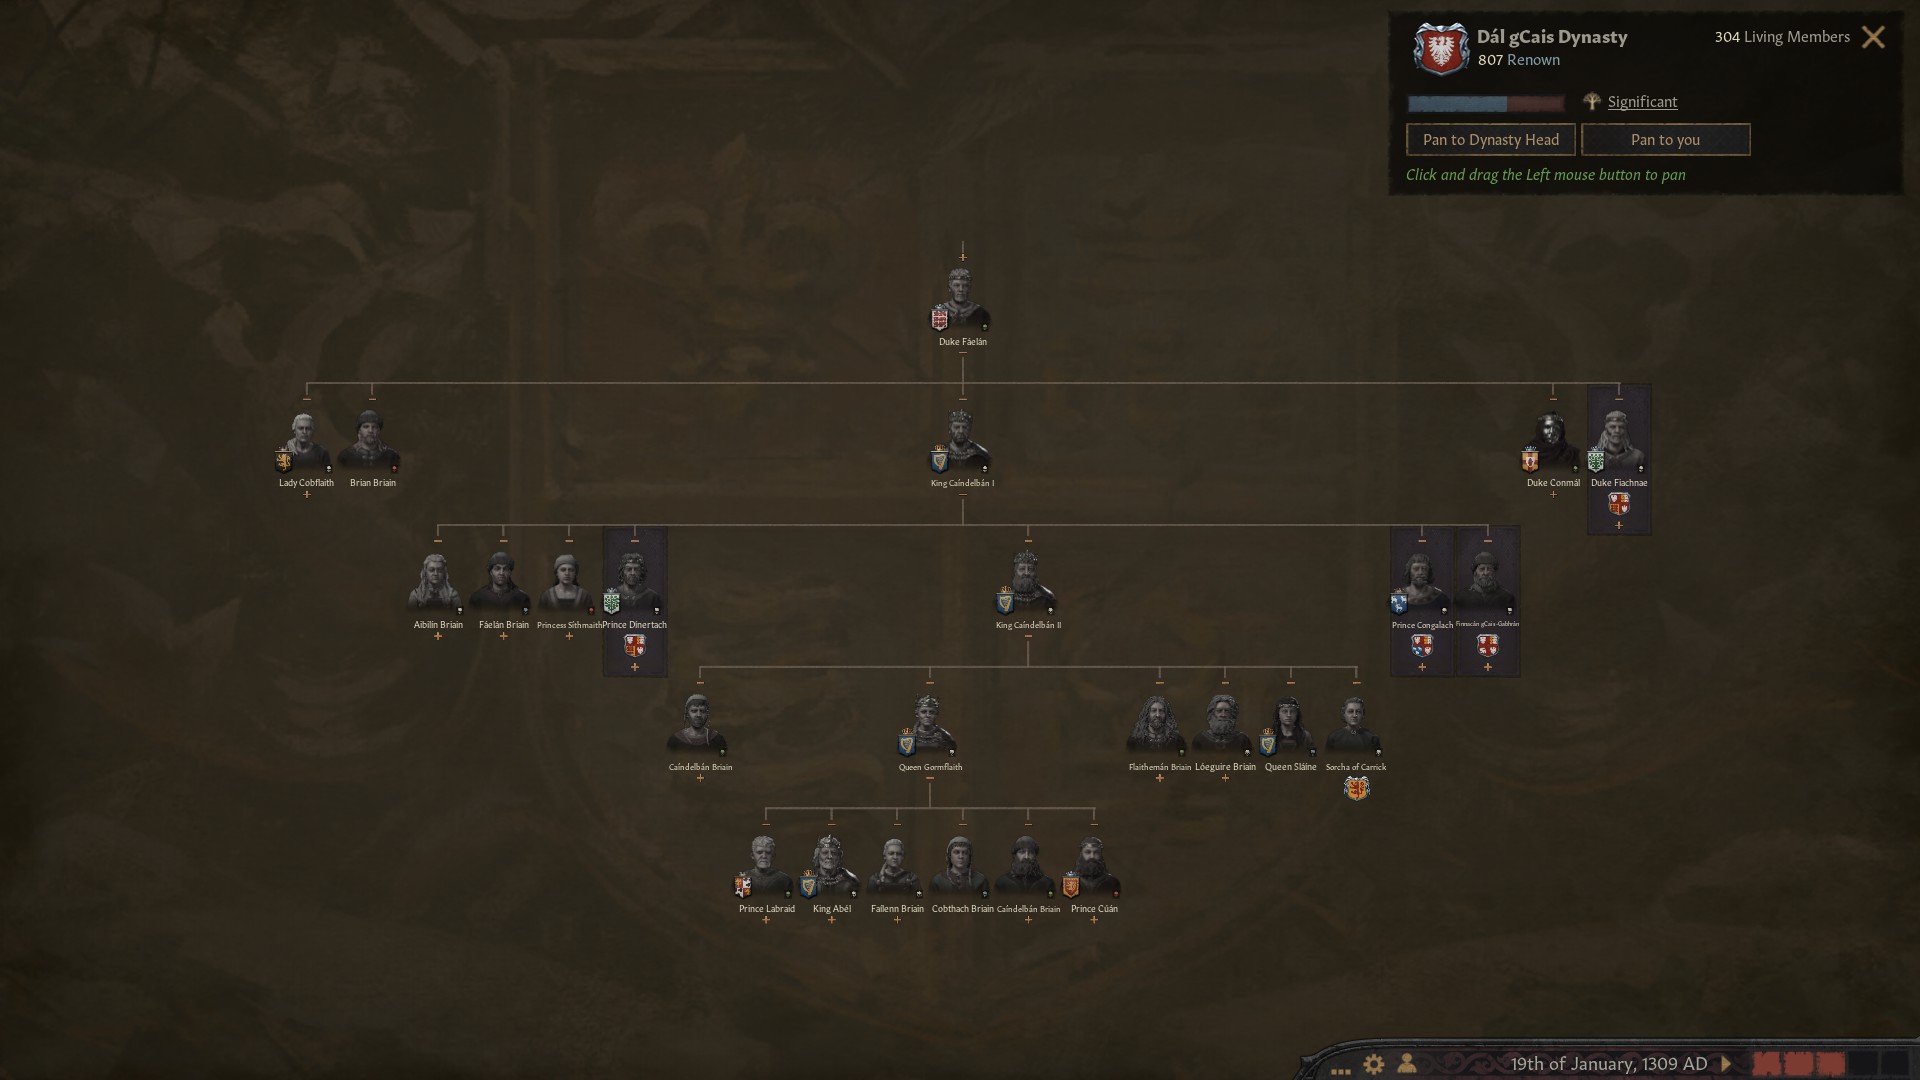 Dál gCais Dynasty
304 Living Members
807 Renown
Significant
Pan to Dynasty Head
Pan to you
Click and drag the Left mouse button to pan
Duke Fáelán
Lady Cobflaith
Brian Briain
King Caíndelbán I
Duke Conmál
Duke Fiachnae
Aibilín Briain
Fáelán Briain
Princess Síthmaith
Prince Dínertach
King Caíndelbán II
Prince Congalach
Finnacán gCais-Gabhrán
Caíndelbán Briain
Queen Gormflaith
Flaithemán Briain
Lóeguire Briain
Queen Sláine
Sorcha of Carrick
Prince Labraid
King Abél
Failenn Briain
Cobthach Briain
Caíndelbán Briain
Prince Cúán
19th of January, 1309 AD